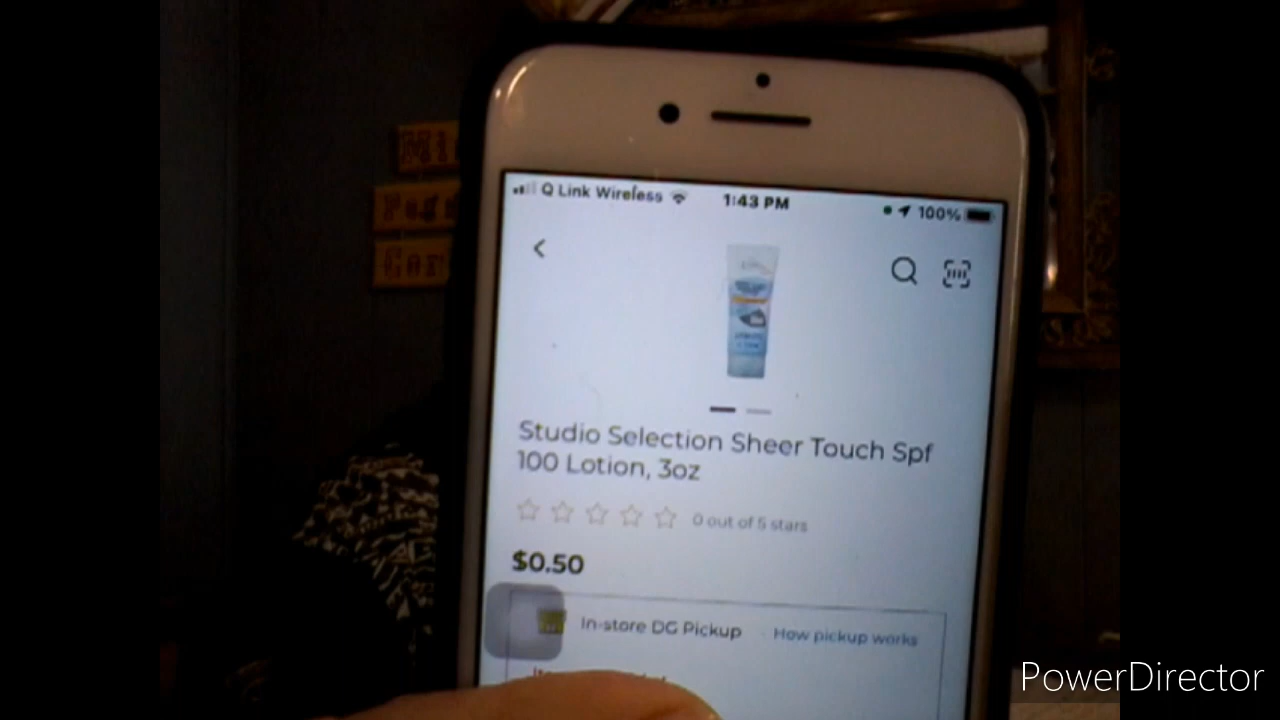 Q Link Wireless
1:43 PM
100%
Studio Selection Sheer Touch Spf
100 Lotion, 3oz
0 out of 5 stars
$0.50
In-store DG Pickup
How pickup works
PowerDirector